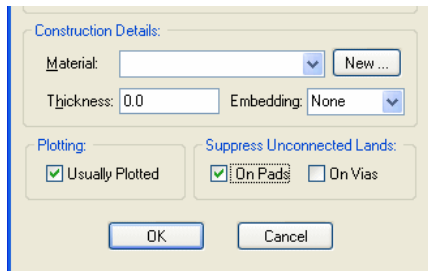 Construction Details:
Material: New ...
Thickness: 0.0 Embedding: None
Plotting: Suppress Unconnected Lands:
Usually Plotted On Pads On Vias
OK Cancel